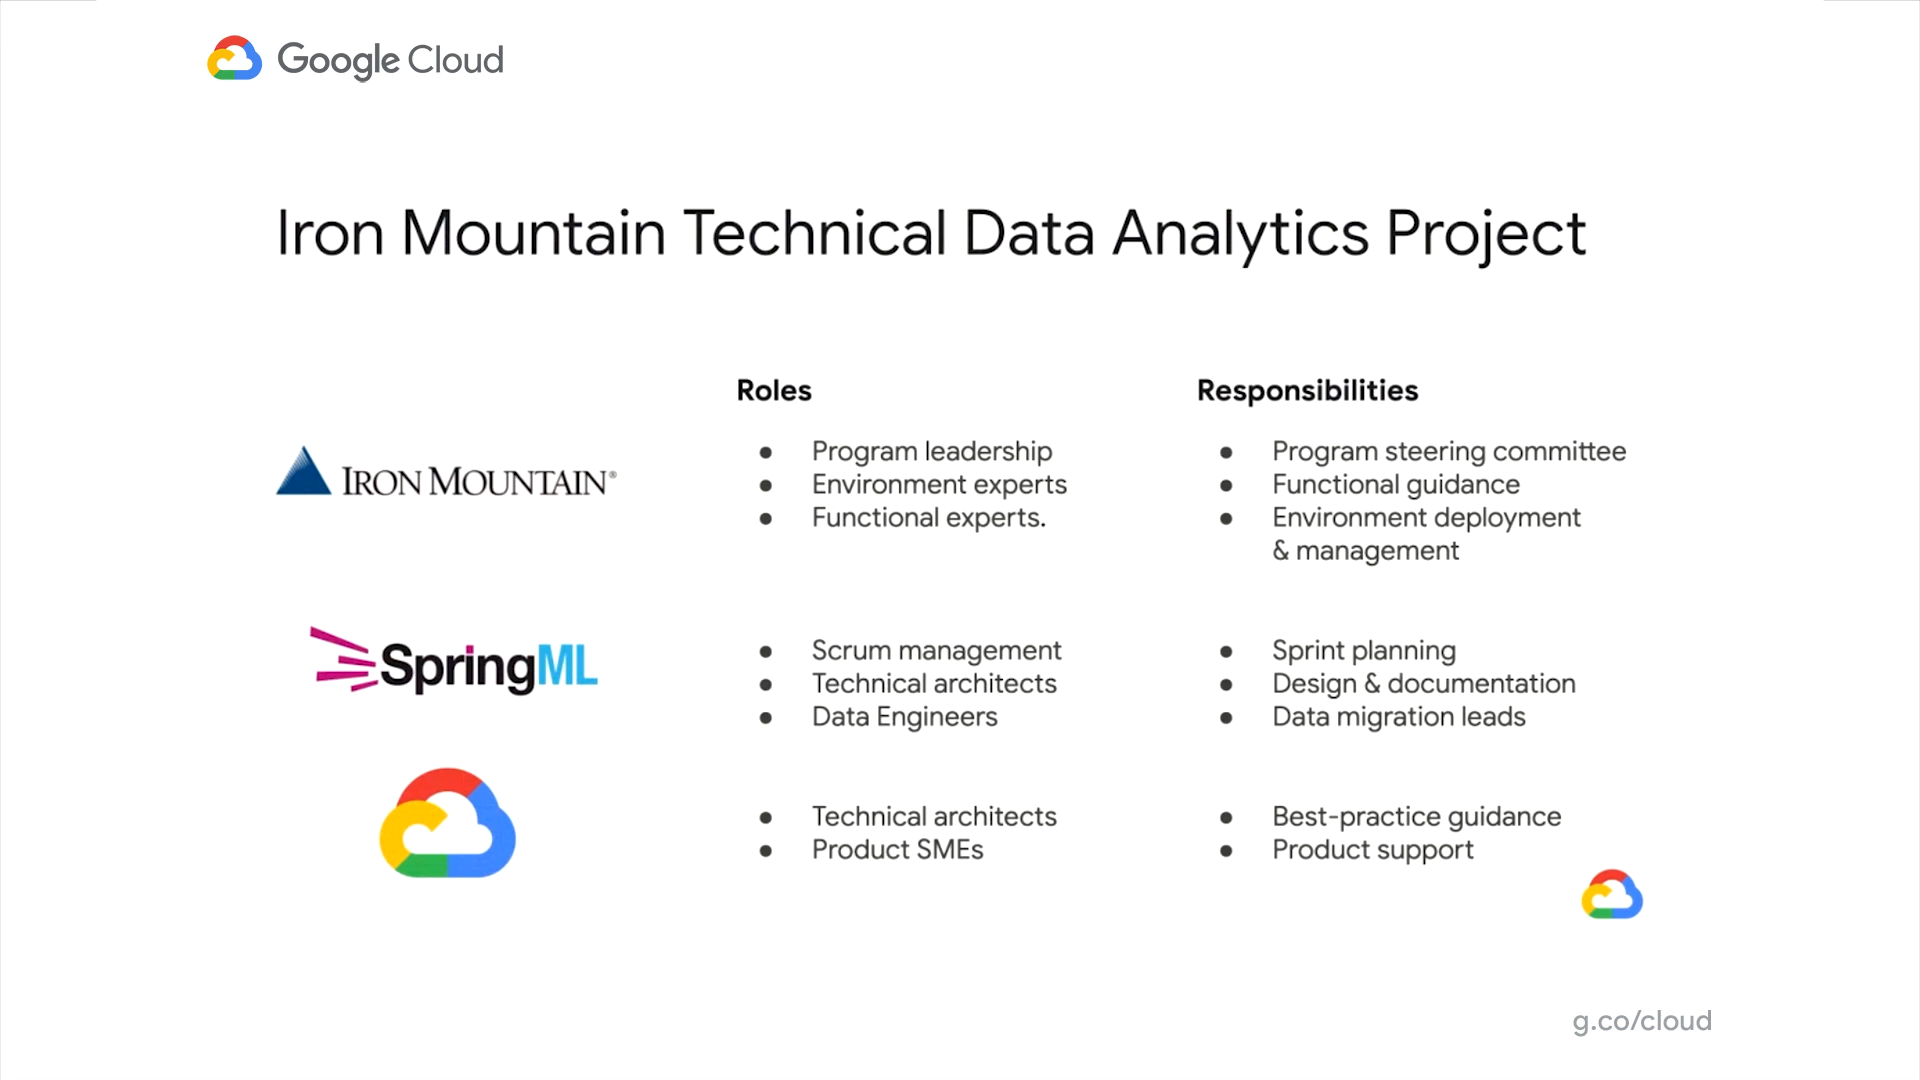 Google Cloud
Iron Mountain Technical Data Analytics Project
Roles
Responsibilities
IRON MOUNTAIN®
● Program leadership
● Environment experts
● Functional experts.
● Program steering committee
● Functional guidance
● Environment deployment
& management
SpringML
● Scrum management
● Technical architects
● Data Engineers
● Sprint planning
● Design & documentation
● Data migration leads
● Technical architects
● Product SMEs
● Best-practice guidance
● Product support
g.co/cloud